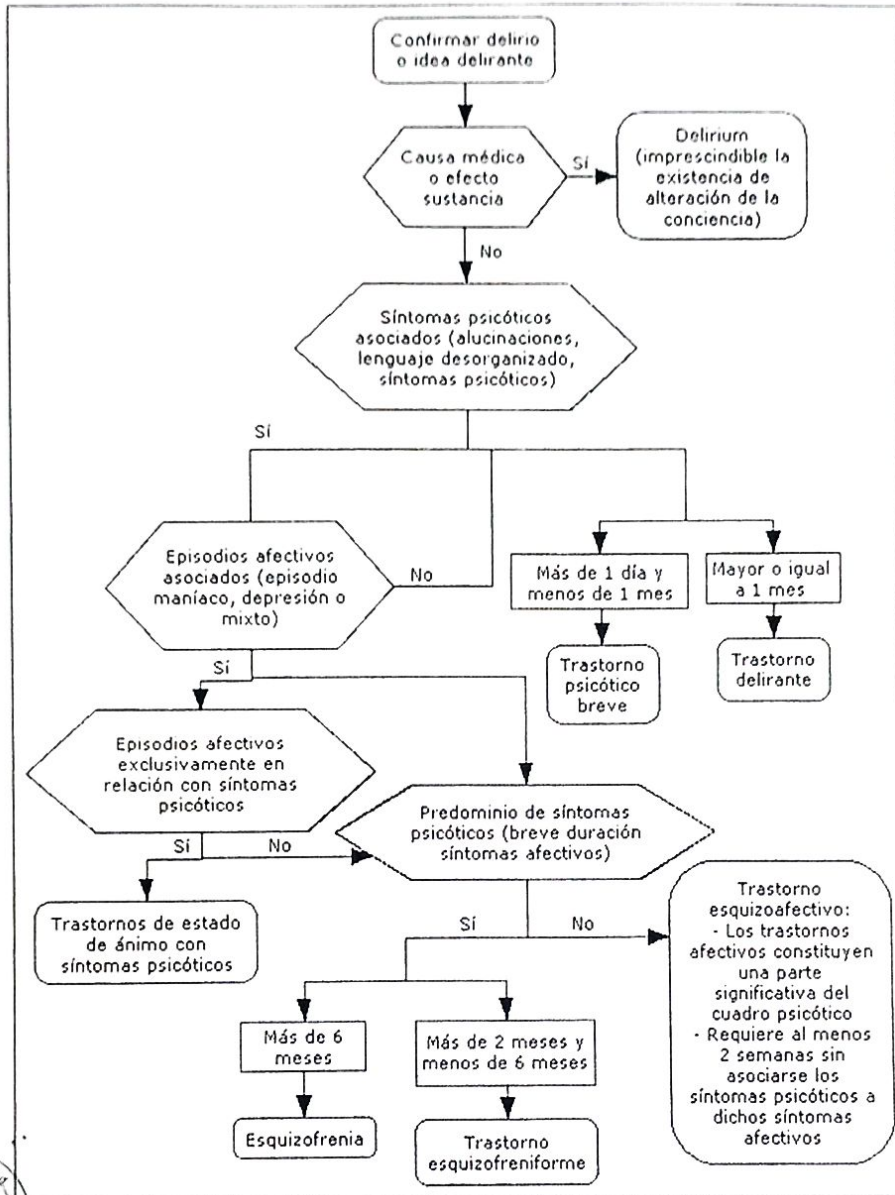 Confirmar delirio
o idea delirante
Causa médica
o efecto
sustancia
Sí
Delirium
(imprescindible la
existencia de
alteración de la
conciencia)
No
Síntomas psicóticos
asociados (alucinaciones,
lenguaje desorganizado,
síntomas psicóticos)
Sí
Episodios afectivos
asociados (episodio
maníaco, depresión o
mixto)
No
Más de 1 día y
menos de 1 mes
Mayor o igual
a 1 mes
Trastorno
psicótico
breve
Trastorno
delirante
Sí
Episodios afectivos
exclusivamente en
relación con síntomas
psicóticos
Predominio de síntomas
psicóticos (breve duración
síntomas afectivos)
Sí
No
Trastornos de estado
de ánimo con
síntomas psicóticos
Sí
No
Trastorno
esquizoafectivo:
- Los trastornos
afectivos constituyen
una parte
significativa del
cuadro psicótico
- Requiere al menos
2 semanas sin
asociarse los
síntomas psicóticos a
dichos síntomas
afectivos
Más de 6
meses
Más de 2 meses y
menos de 6 meses
Esquizofrenia
Trastorno
esquizofreniforme